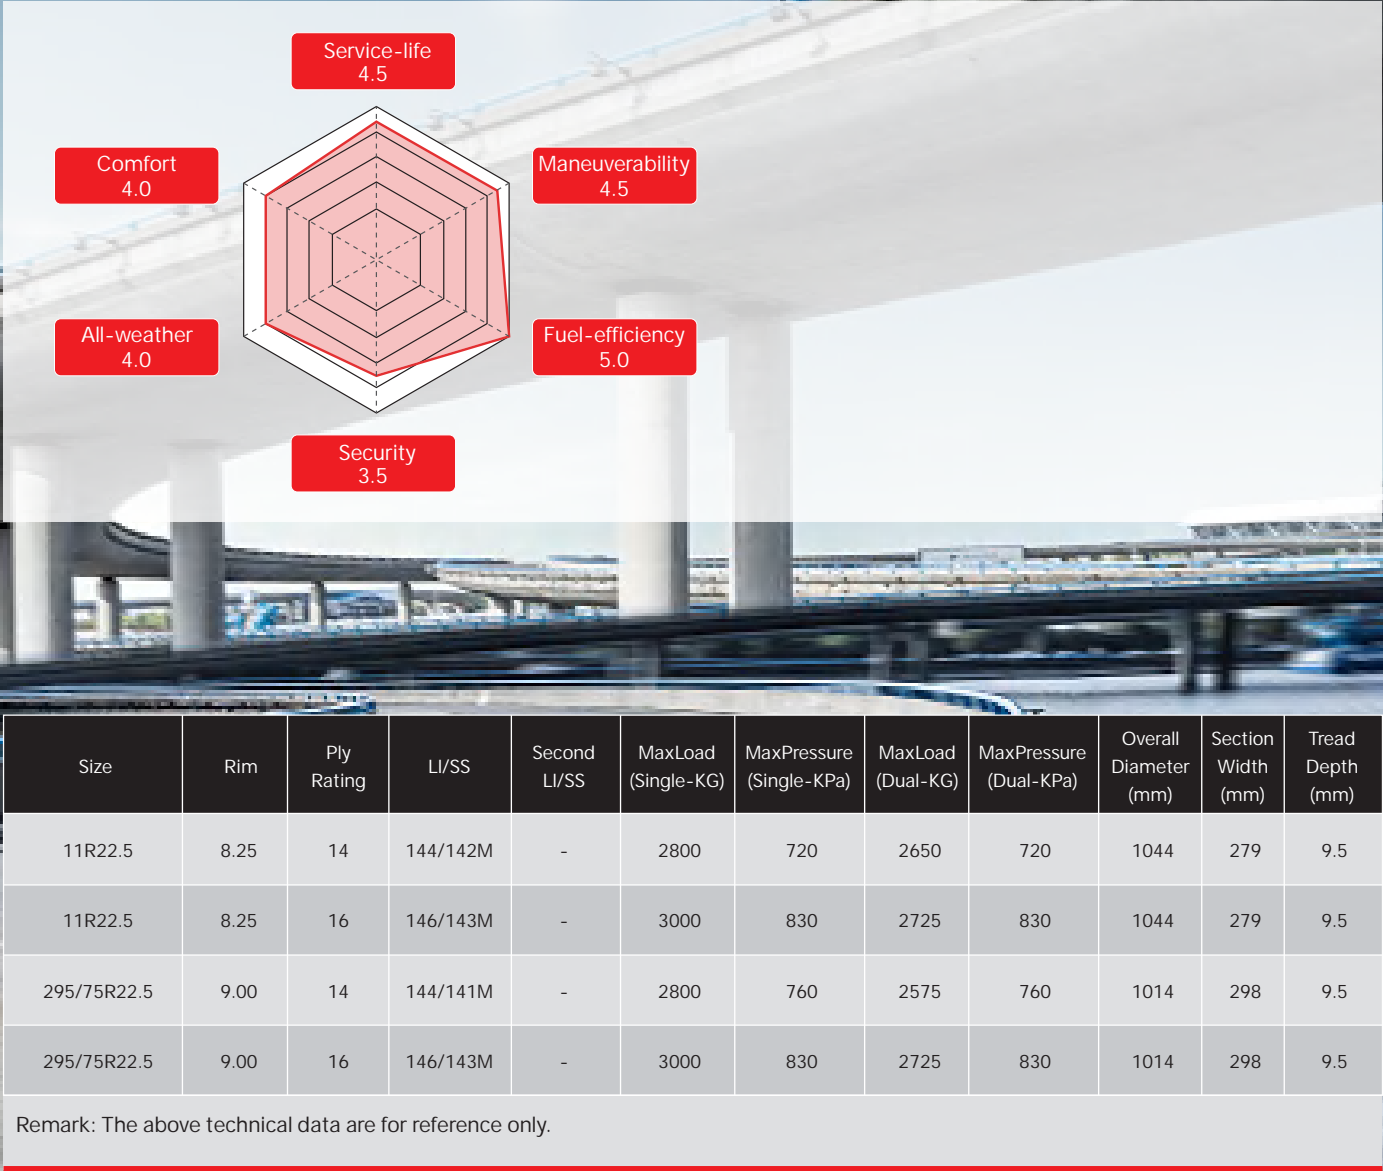 Service-life
4.5
Comfort
4.0
Maneuverability
4.5
All-weather
4.0
Fuel-efficiency
5.0
Security
3.5
Size Rim Ply Rating LI/SS Second LI/SS MaxLoad (Single-KG) MaxPressure (Single-KPa) MaxLoad (Dual-KG) MaxPressure (Dual-KPa) Overall Diameter (mm) Section Width (mm) Tread Depth (mm)
11R22.5 8.25 14 144/142M - 2800 720 2650 720 1044 279 9.5
11R22.5 8.25 16 146/143M - 3000 830 2725 830 1044 279 9.5
295/75R22.5 9.00 14 144/141M - 2800 760 2575 760 1014 298 9.5
295/75R22.5 9.00 16 146/143M - 3000 830 2725 830 1014 298 9.5
Remark: The above technical data are for reference only.